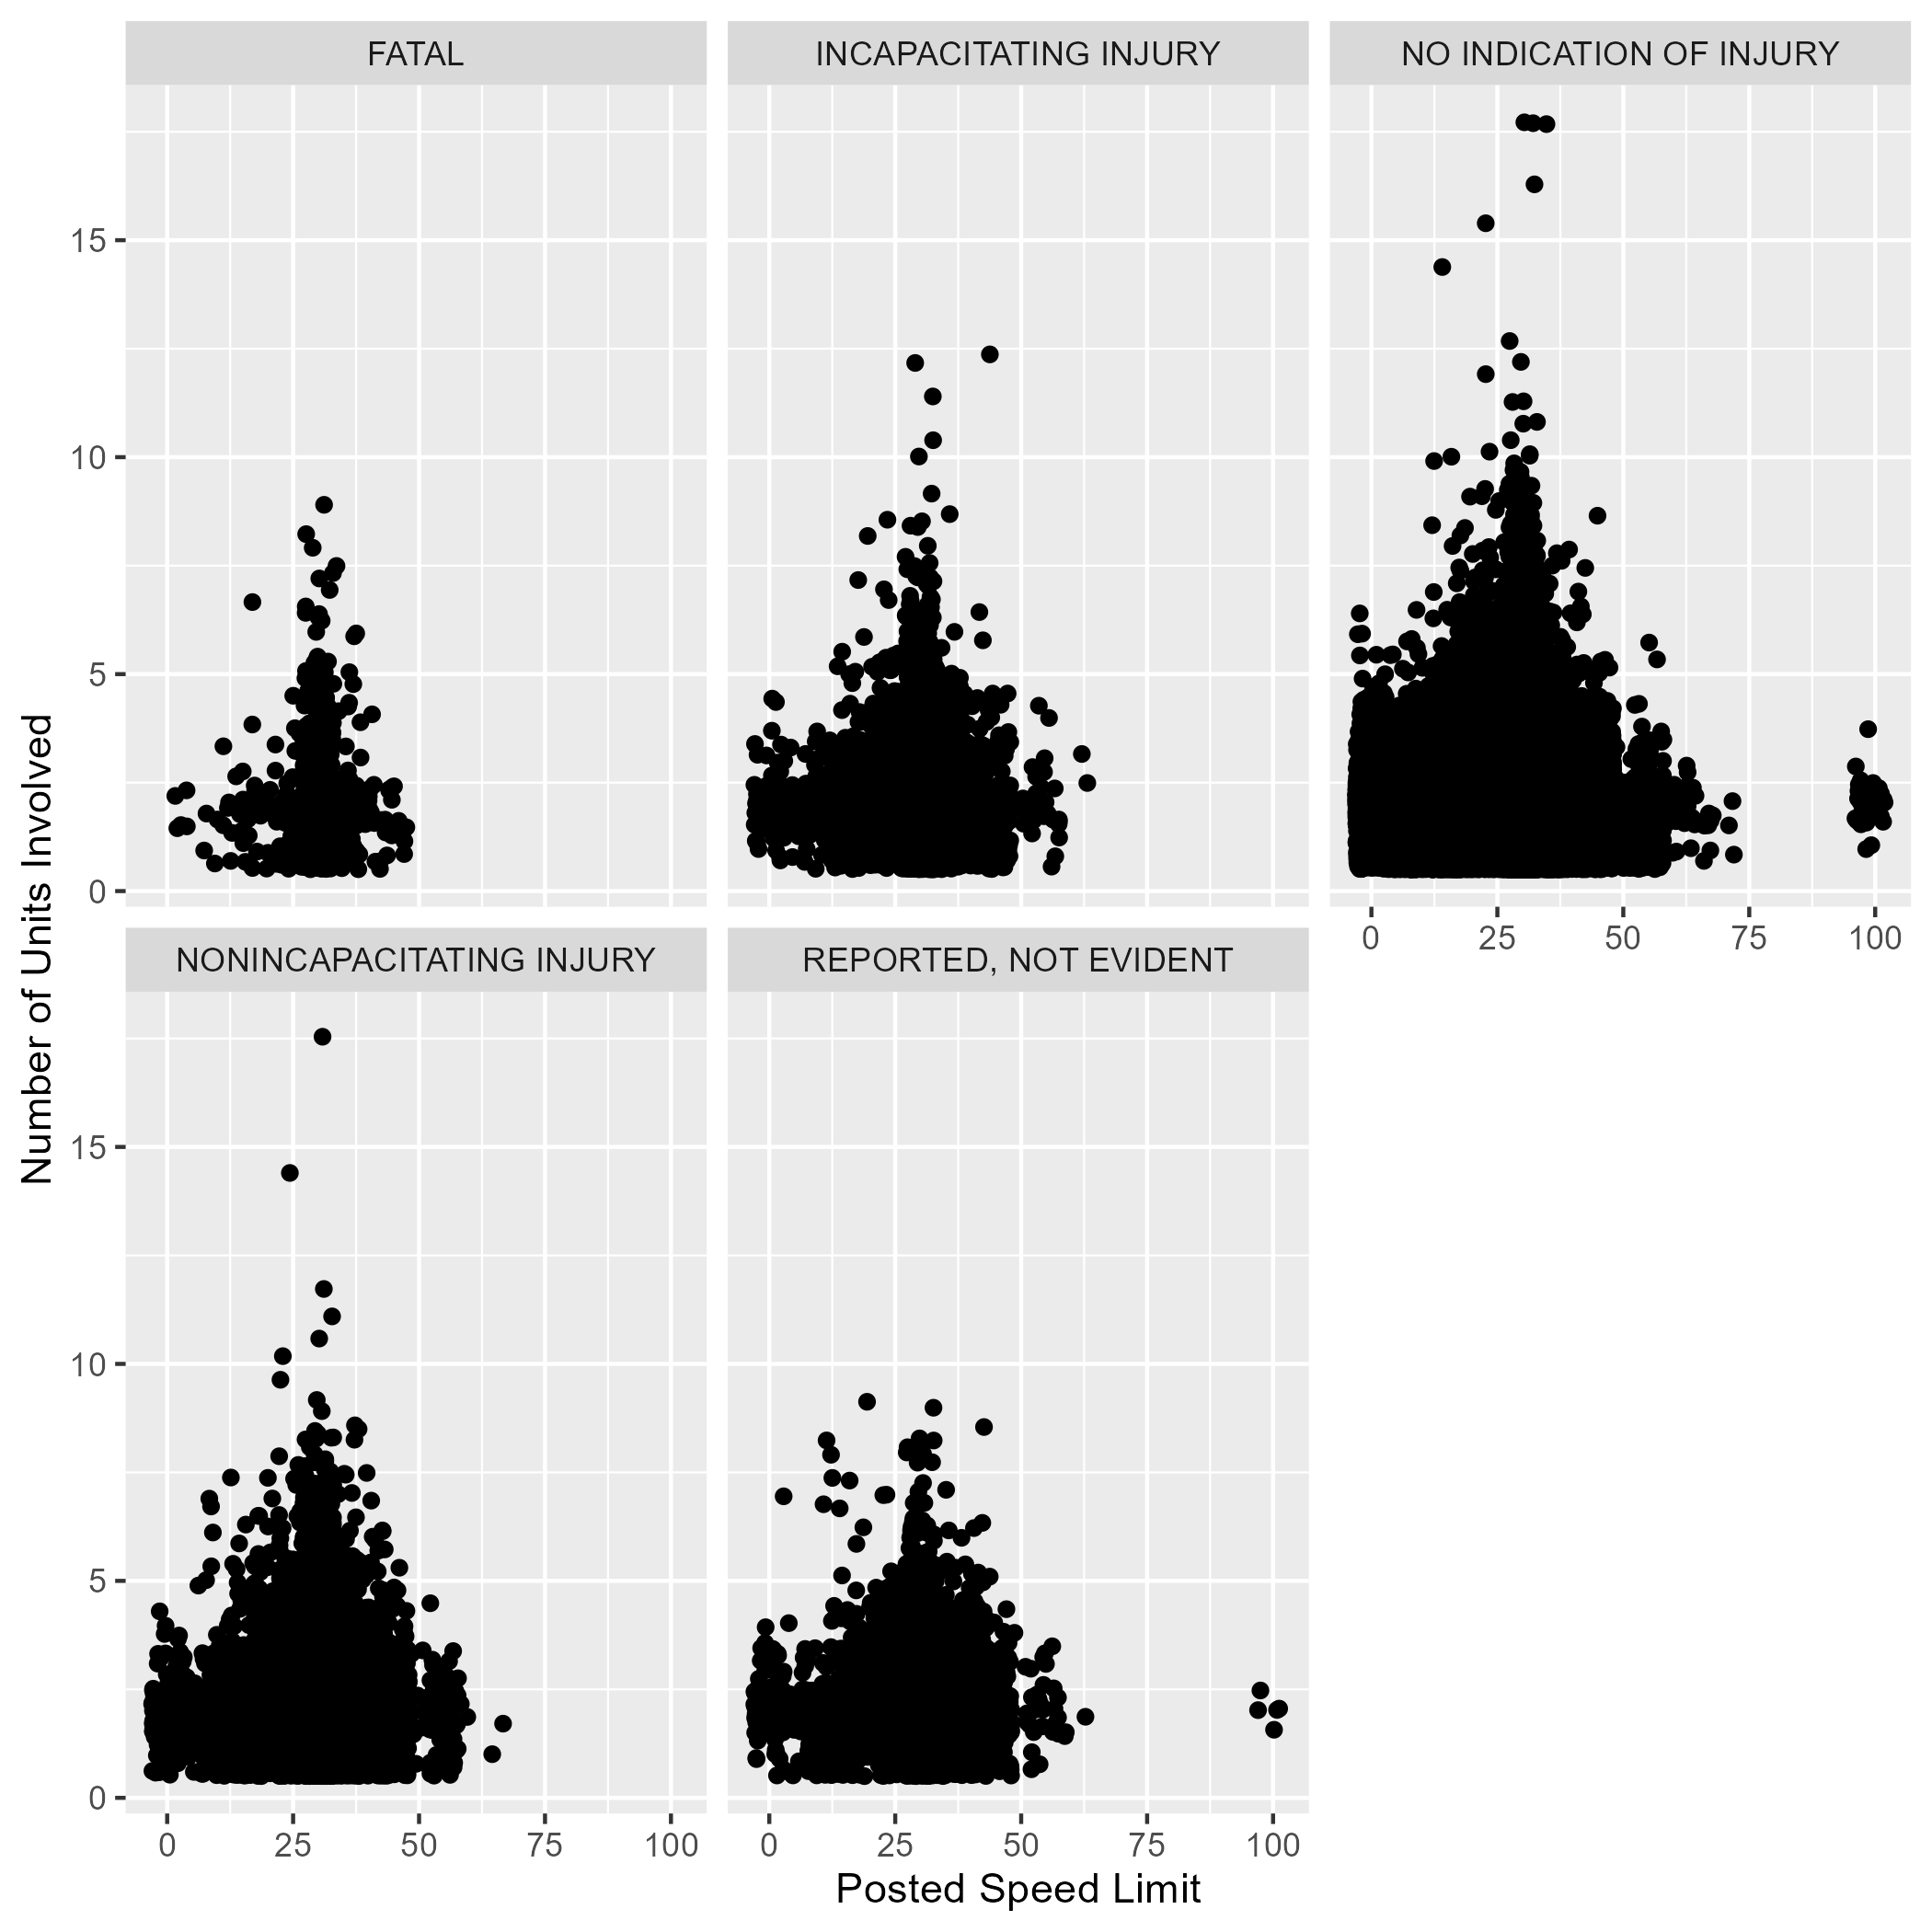 FATAL
INCAPACITATING INJURY
NO INDICATION OF INJURY
15
10
5
0
0 25 50 75 100
NONINCAPACITATING INJURY
REPORTED, NOT EVIDENT
15
10
5
0
0 25 50 75 100
0 25 50 75 100
Number of Units Involved
Posted Speed Limit